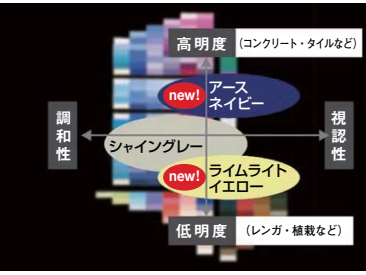 高明度
(コンクリート・タイルなど)
new!
アース
ネイビー
調和性
視認性
シャイングレー
new!
ライムライト
イエロー
低明度
(レンガ・植栽など)